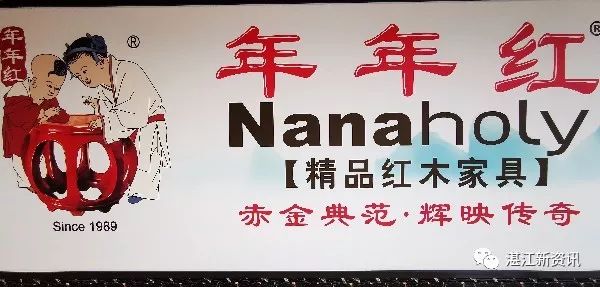 年年红
®
Since 1969
年年红®
Nanaholy
【精品红木家具】
赤金典范·辉映传奇
湛江新资讯